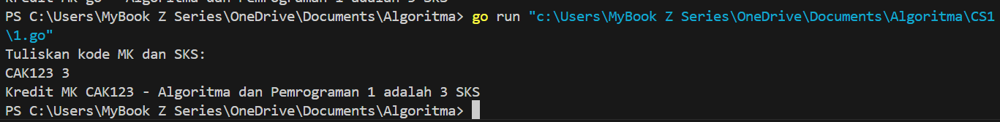 Kredit MK go - Algoritma dan Pemrograman 1 adalah 3 SKS
PS C:\Users\MyBook Z Series\OneDrive\Documents\Algoritma> go run "c:\Users\MyBook Z Series\OneDrive\Documents\Algoritma\CS1
\1.go"
Tuliskan kode MK dan SKS:
CAK123 3
Kredit MK CAK123 - Algoritma dan Pemrograman 1 adalah 3 SKS
PS C:\Users\MyBook Z Series\OneDrive\Documents\Algoritma>